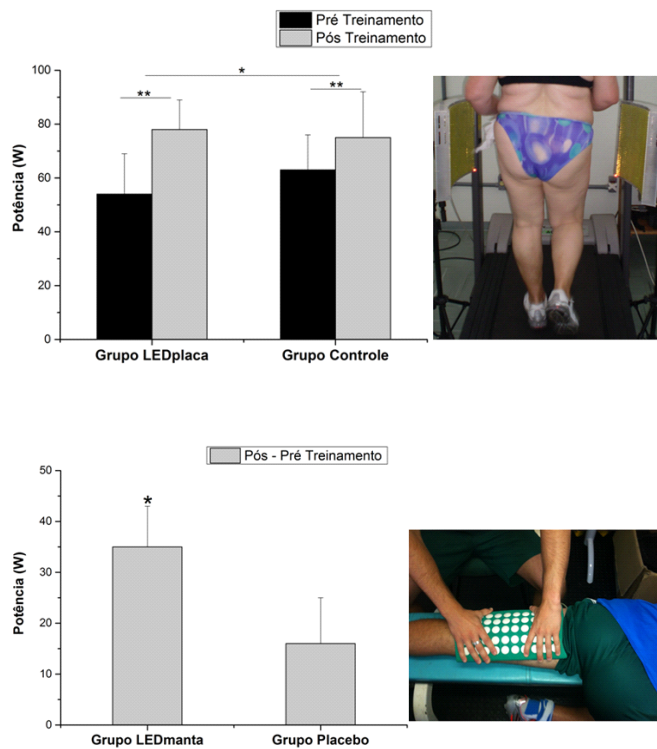 Pré Treinamento
Pós Treinamento
100
80
60
40
20
0
Potência (W)
**
*
**
Grupo LEDplaca
Grupo Controle
Pós - Pré Treinamento
50
40
30
20
10
0
Potência (W)
*
Grupo LEDmanta
Grupo Placebo